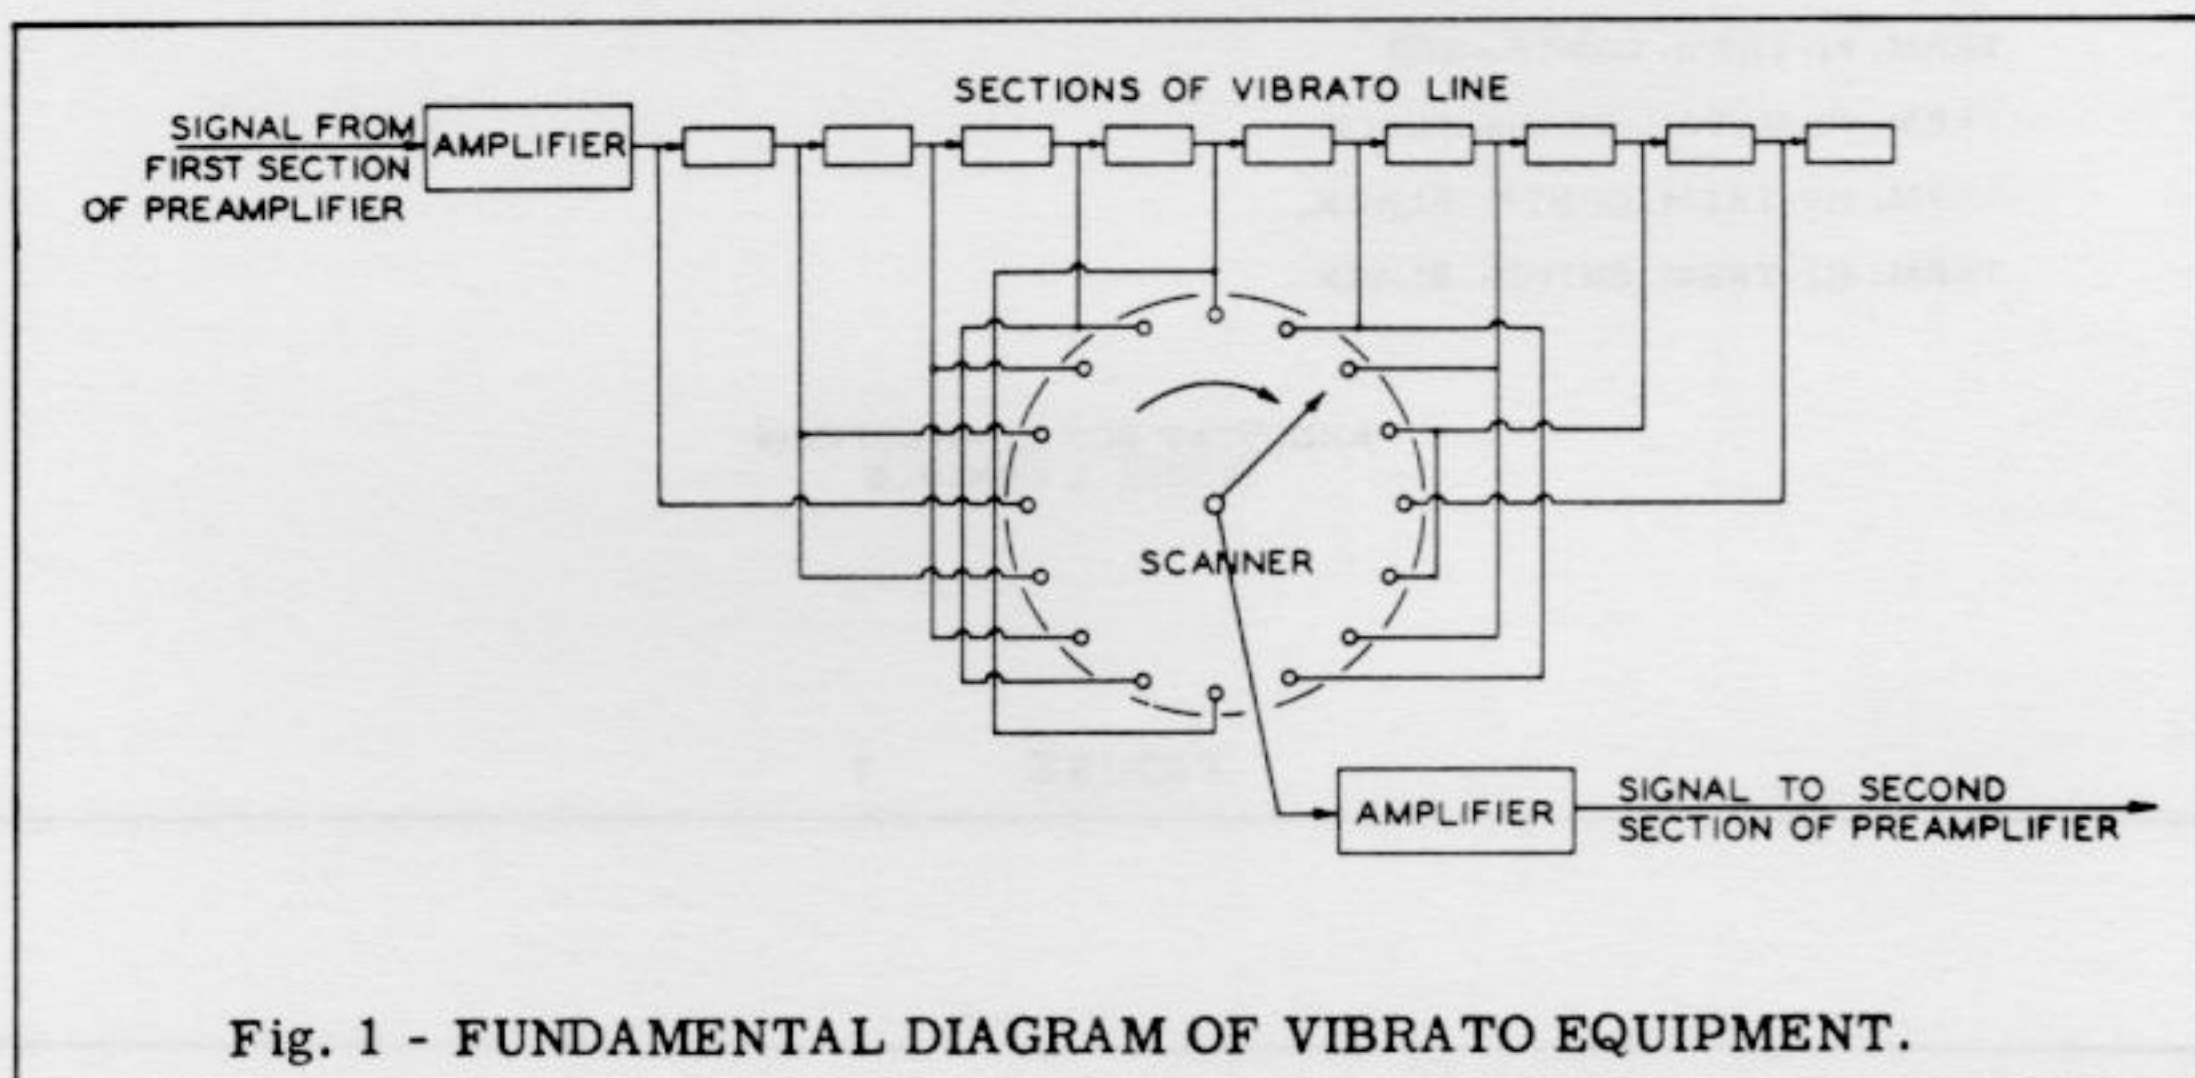 SECTIONS OF VIBRATO LINE
SIGNAL FROM
FIRST SECTION
OF PREAMPLIFIER
AMPLIFIER
SCANNER
AMPLIFIER
SIGNAL TO SECOND
SECTION OF PREAMPLIFIER
Fig. 1 - FUNDAMENTAL DIAGRAM OF VIBRATO EQUIPMENT.